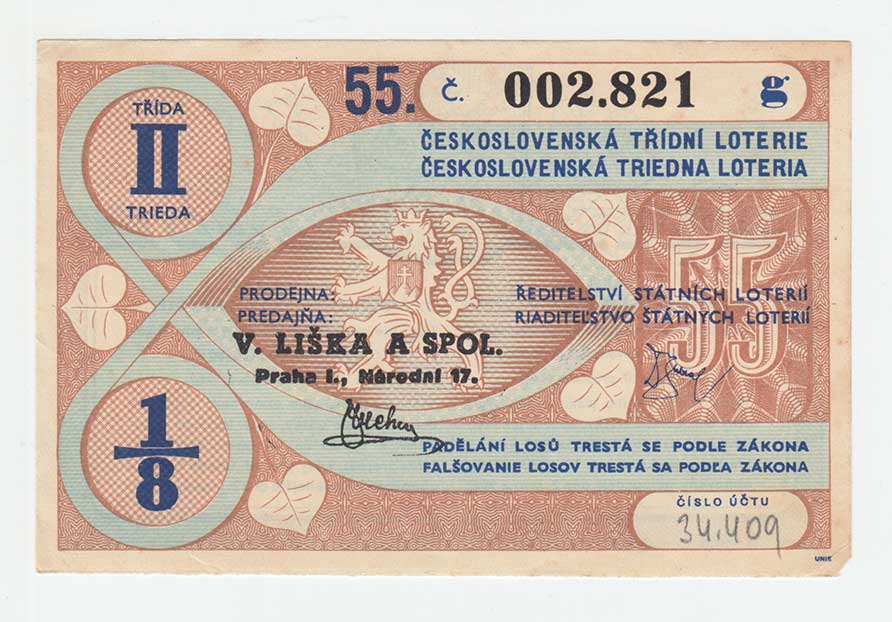 55. č. 002.821 g
TŘÍDA
II
TRIEDA
ČESKOSLOVENSKÁ TŘÍDNÍ LOTERIE
ČESKOSLOVENSKÁ TRIEDNA LOTERIA
55
PRODEJNA:
PREDAJŇA:
V. LIŠKA A SPOL.
Praha I., Národní 17.
ŘEDITELSTVÍ STÁTNÍCH LOTERIÍ
RIADITEĽSTVO ŠTÁTNYCH LOTERIÍ
1/8
PADĚLÁNÍ LOSŮ TRESTÁ SE PODLE ZÁKONA
FALŠOVANIE LOSOV TRESTÁ SA PODĽA ZÁKONA
ČÍSLO ÚČTU
34.409
UNIE